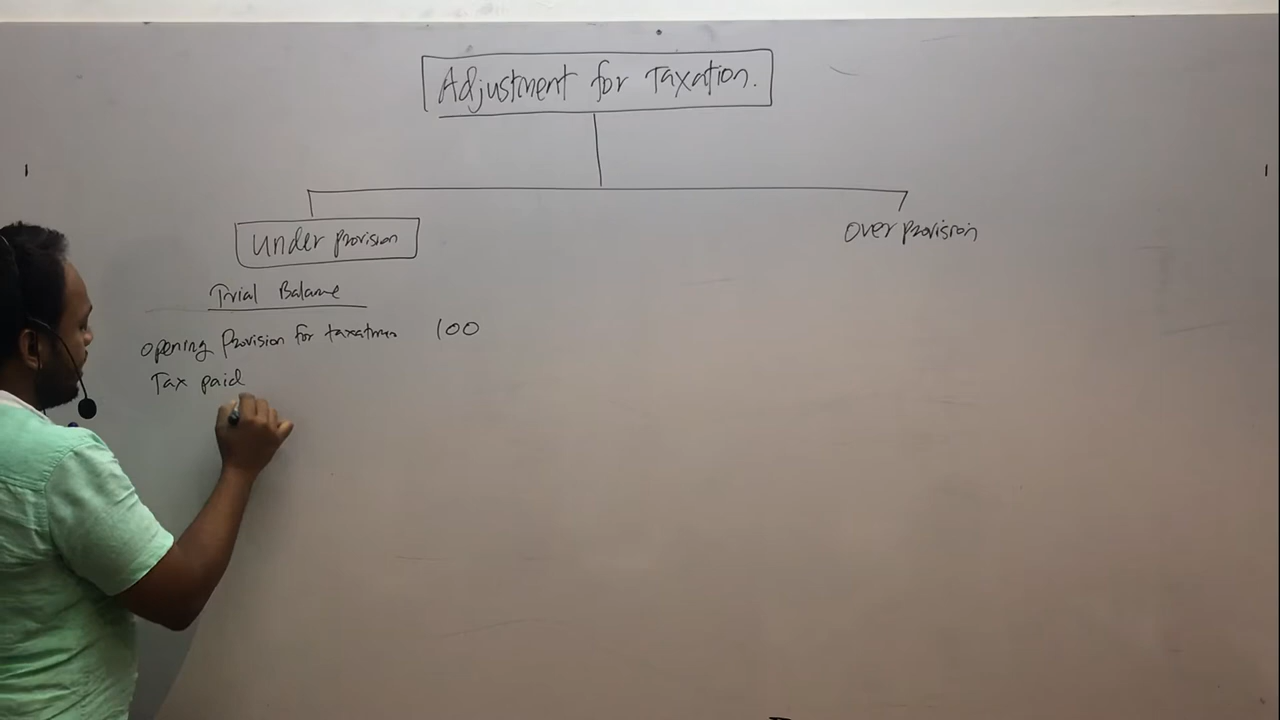 Adjustment for Taxation.
Under provision
Over provision
Trial Balance
opening Provision for taxation 100
Tax paid